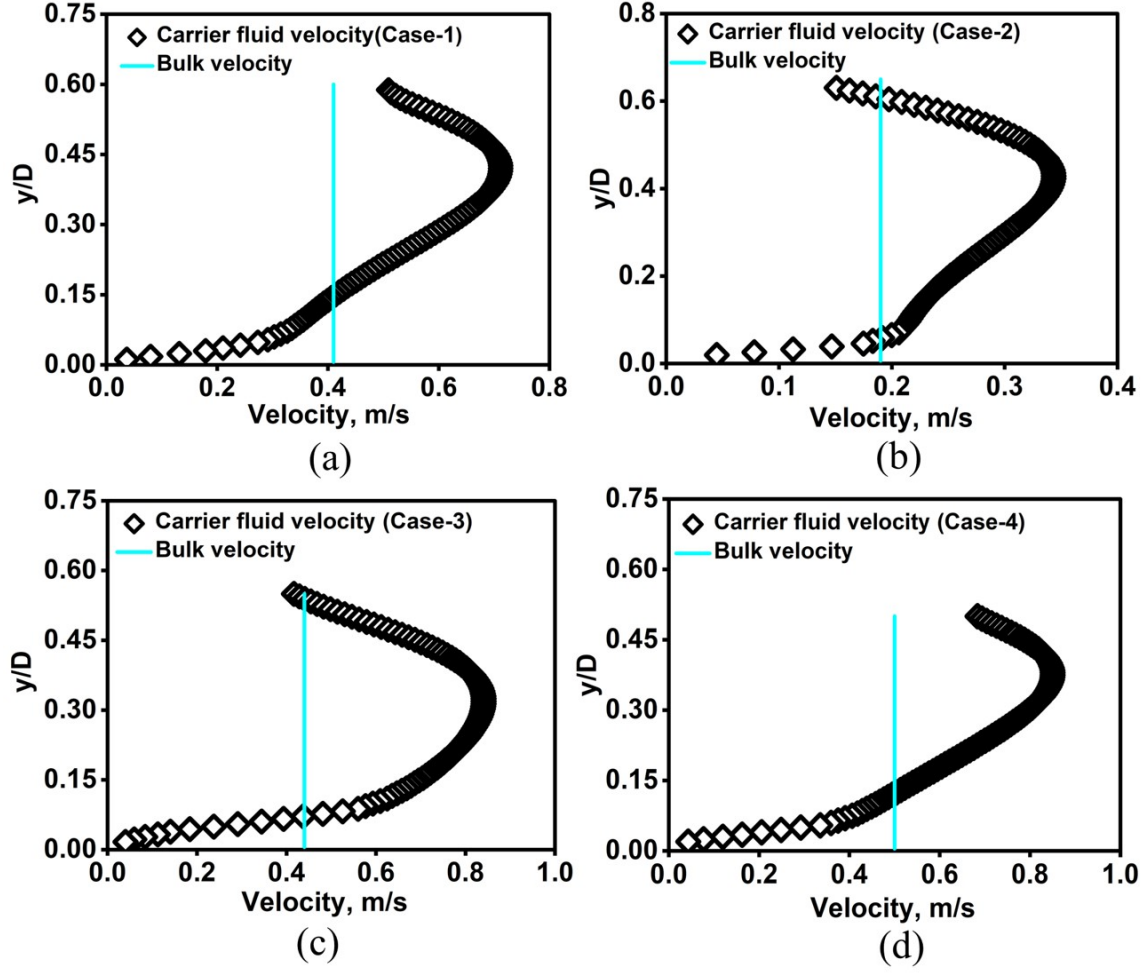 0.75
Carrier fluid velocity(Case-1)
Bulk velocity
0.60
0.45
y/D
0.30
0.15
0.00
0.0 0.2 0.4 0.6 0.8
Velocity, m/s
(a)
0.8
Carrier fluid velocity (Case-2)
Bulk velocity
0.6
y/D
0.4
0.2
0.0
0.0 0.1 0.2 0.3 0.4
Velocity, m/s
(b)
0.75
Carrier fluid velocity (Case-3)
Bulk velocity
0.60
0.45
y/D
0.30
0.15
0.00
0.0 0.2 0.4 0.6 0.8 1.0
Velocity, m/s
(c)
0.75
Carrier fluid velocity (Case-4)
Bulk velocity
0.60
0.45
y/D
0.30
0.15
0.00
0.0 0.2 0.4 0.6 0.8 1.0
Velocity, m/s
(d)